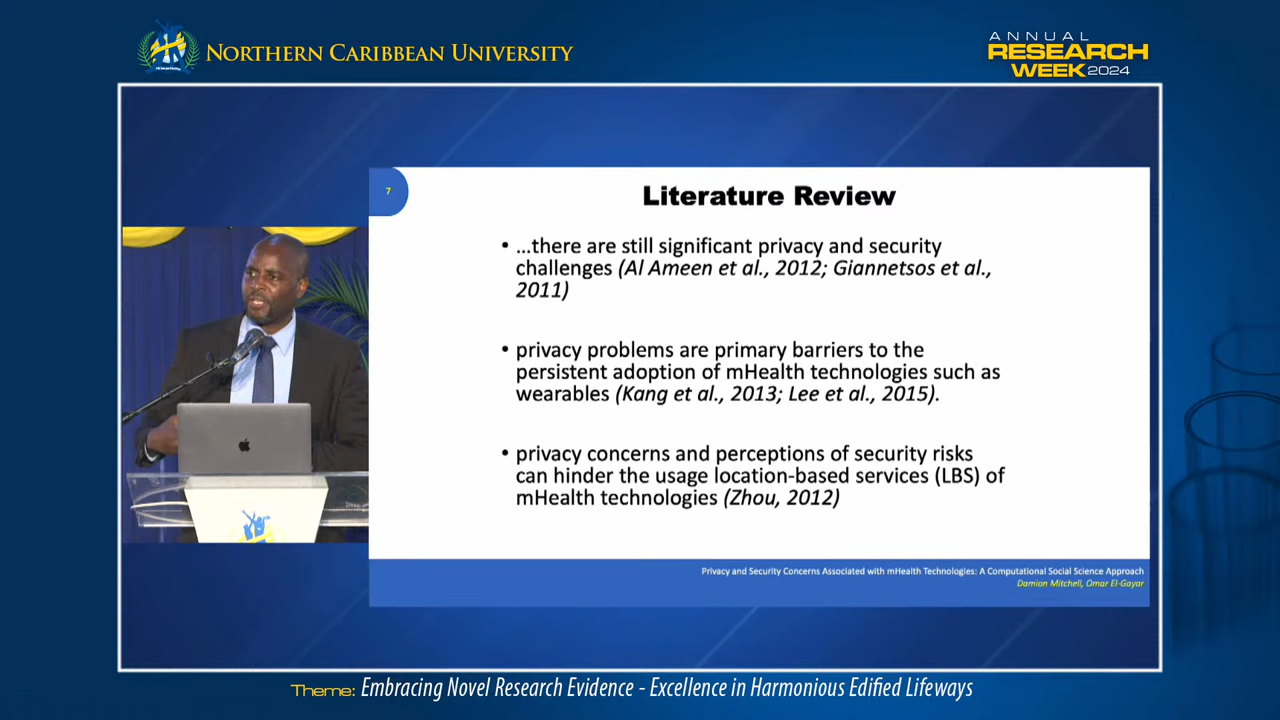 NORTHERN CARIBBEAN UNIVERSITY
ANNUAL
RESEARCH
WEEK 2024
7
Literature Review
• ...there are still significant privacy and security
challenges (Al Ameen et al., 2012; Giannetsos et al.,
2011)
• privacy problems are primary barriers to the
persistent adoption of mHealth technologies such as
wearables (Kang et al., 2013; Lee et al., 2015).
• privacy concerns and perceptions of security risks
can hinder the usage location-based services (LBS) of
mHealth technologies (Zhou, 2012)
Privacy and Security Concerns Associated with mHealth Technologies: A Computational Social Science Approach
Damion Mitchell, Omar El-Gayar
Theme: Embracing Novel Research Evidence - Excellence in Harmonious Edified Lifeways